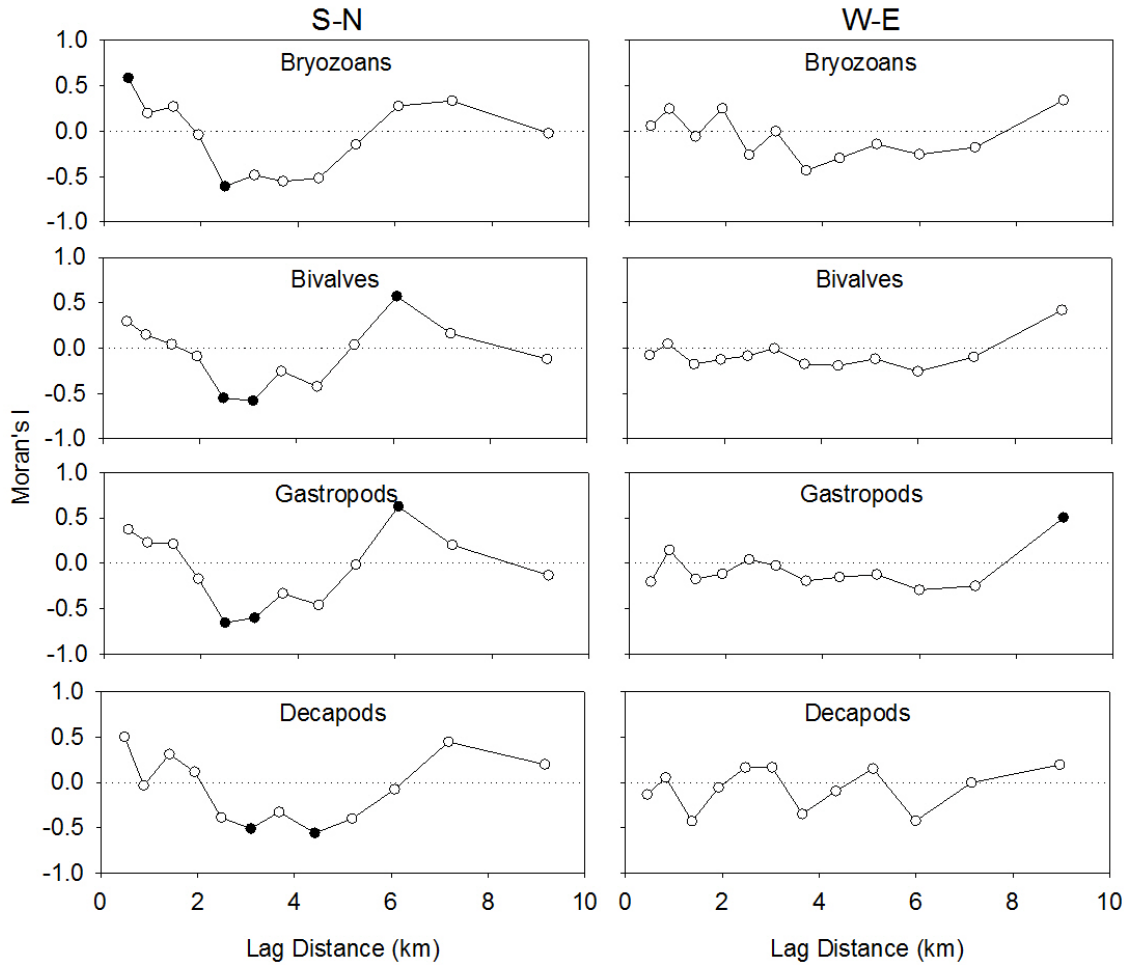 S-N W-E
1.0 Bryozoans Bryozoans
0.5
0.0
-0.5
-1.0
1.0 Bivalves Bivalves
0.5
0.0
-0.5
-1.0
Moran's I
1.0 Gastropods Gastropods
0.5
0.0
-0.5
-1.0
1.0 Decapods Decapods
0.5
0.0
-0.5
-1.0
0 2 4 6 8 10 0 2 4 6 8 10
Lag Distance (km) Lag Distance (km)